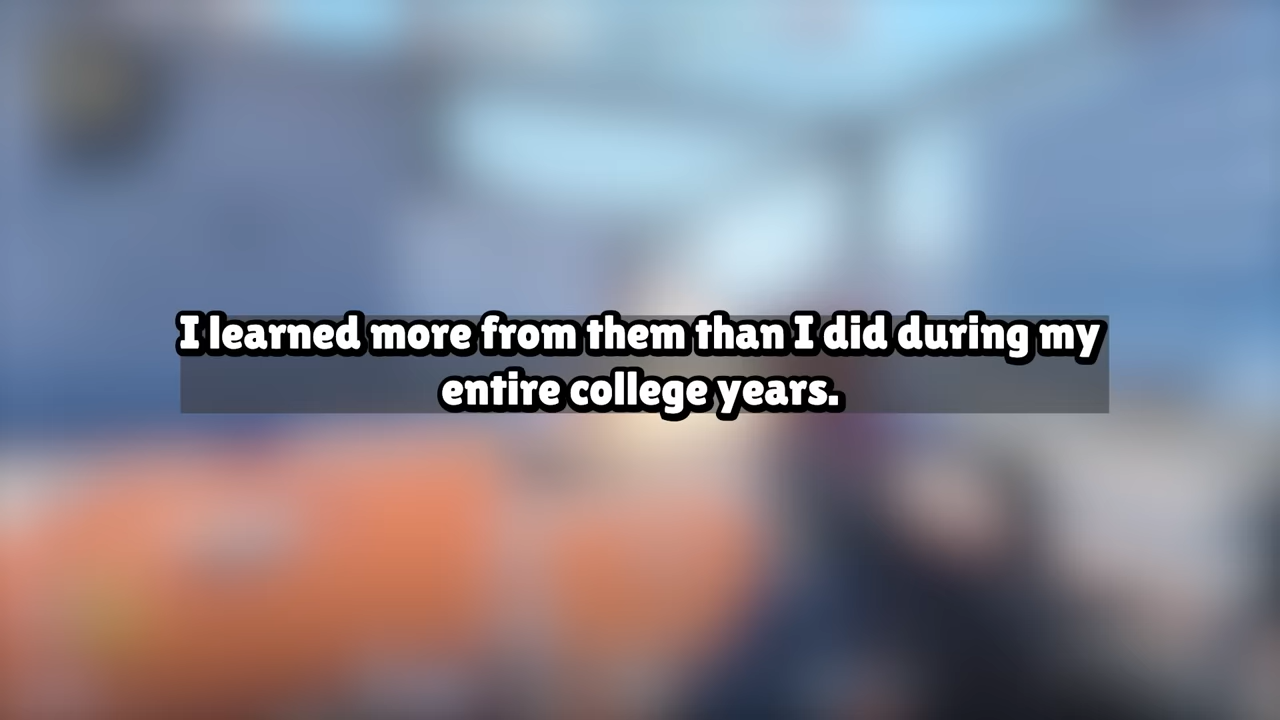 I learned more from them than I did during my
entire college years.